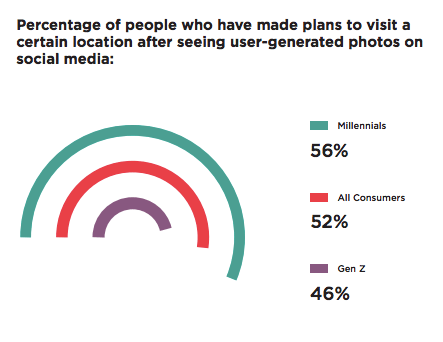 Percentage of people who have made plans to visit a
certain location after seeing user-generated photos on
social media:
Millennials
56%
All Consumers
52%
Gen Z
46%